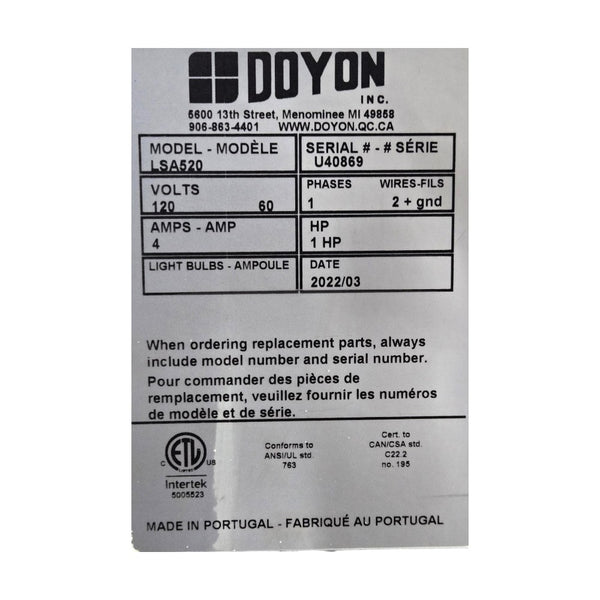 DOYON
INC.
5600 13th Street, Menominee MI 49858
906-863-4401 WWW.DOYON.QC.CA
MODEL - MODÈLE SERIAL # - # SÉRIE
LSA520 U40869
VOLTS PHASES WIRES-FILS
120 60 1 2 + gnd
AMPS - AMP HP
4 1 HP
LIGHT BULBS - AMPOULE DATE
2022/03
When ordering replacement parts, always
include model number and serial number.
Pour commander des pièces de
remplacement, veuillez fournir les numéros
de modèle et de série.
ETL
LISTED
C US
Intertek
5005523
Conforms to
ANSI/UL std.
763
Cert. to
CAN/CSA std.
C22.2
no. 195
MADE IN PORTUGAL - FABRIQUÉ AU PORTUGAL